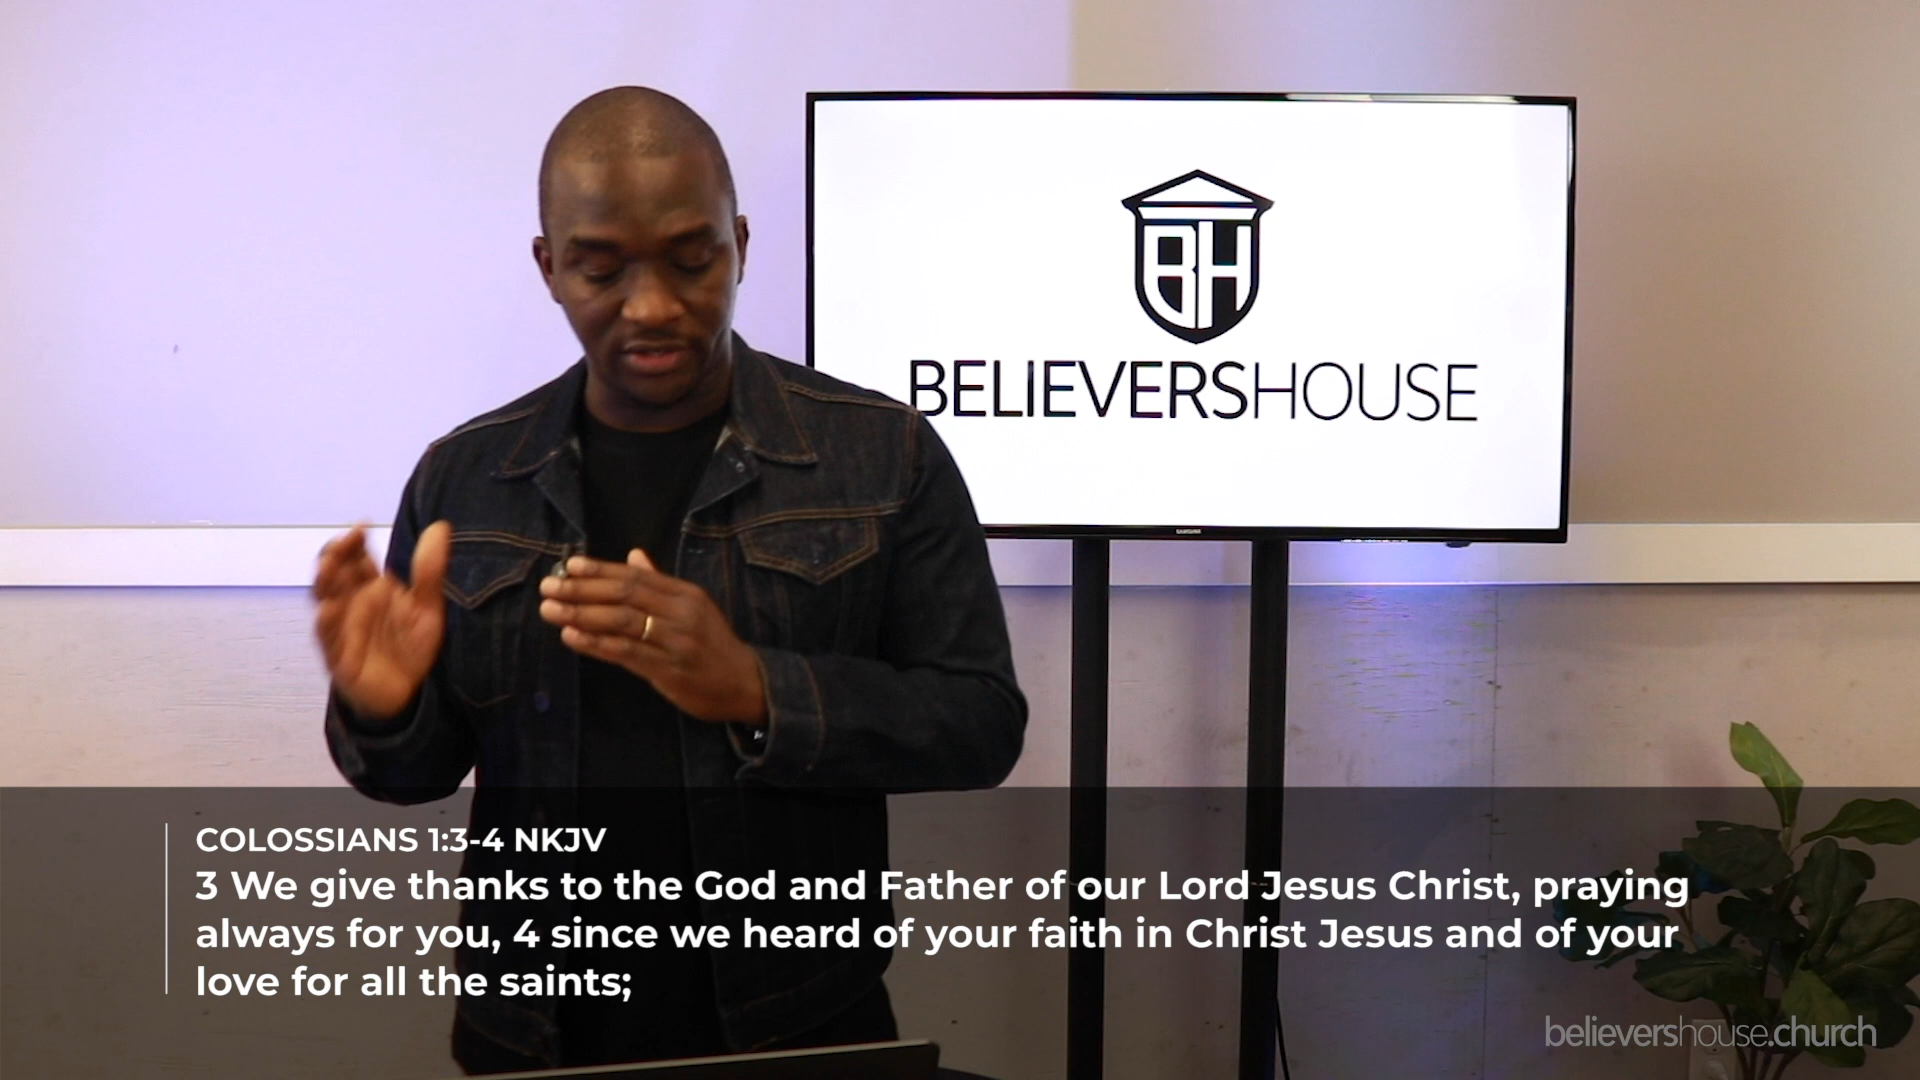 BH
BELIEVERSHOUSE
SAMSUNG
COLOSSIANS 1:3-4 NKJV
3 We give thanks to the God and Father of our Lord Jesus Christ, praying
always for you, 4 since we heard of your faith in Christ Jesus and of your
love for all the saints;
believershouse.church